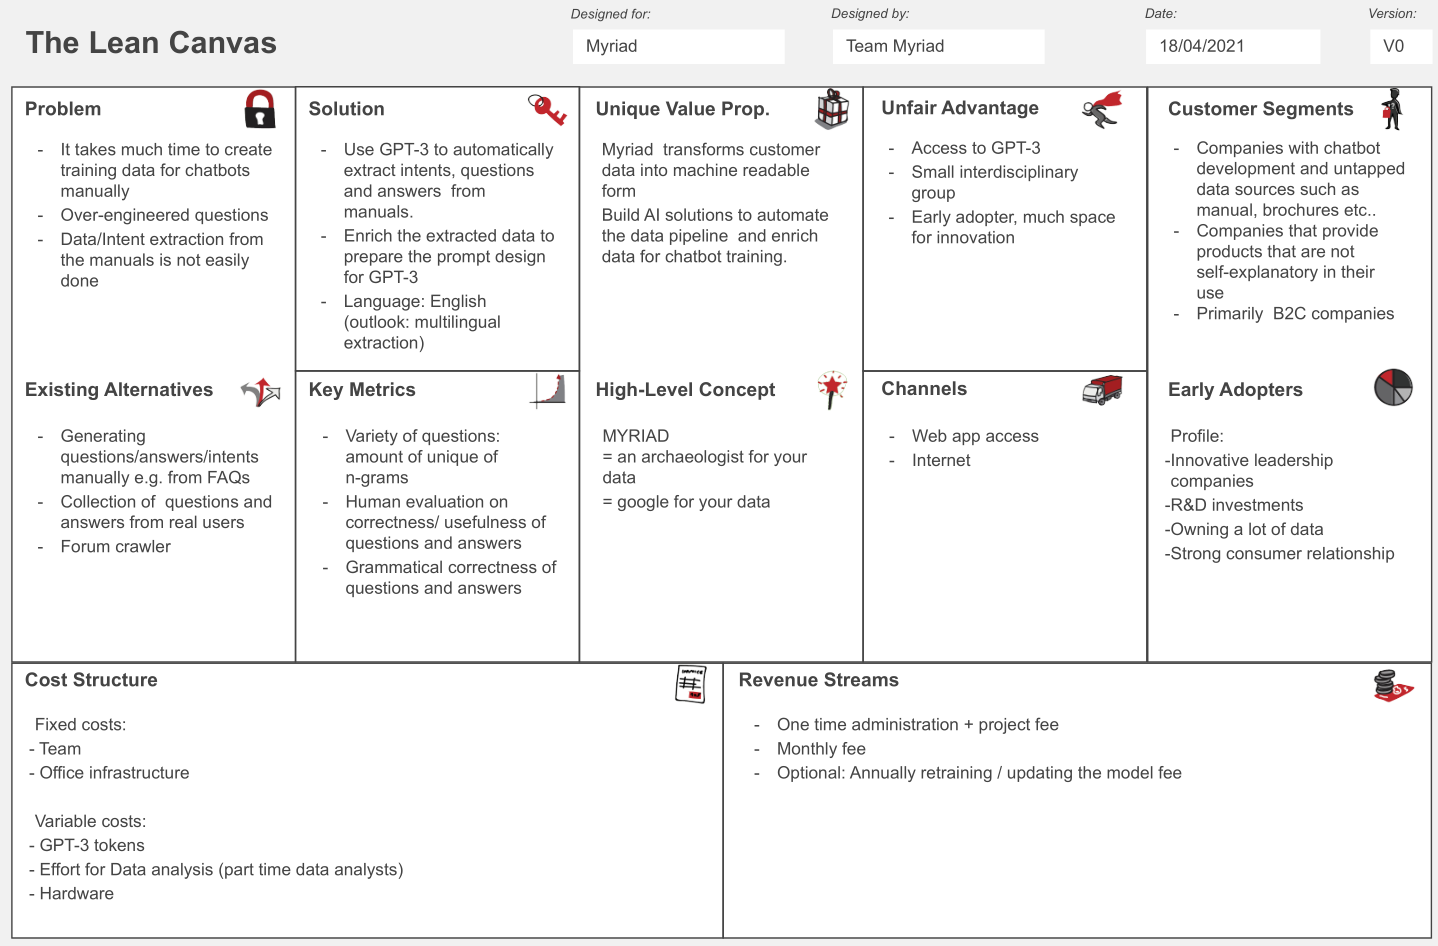 The Lean Canvas
Designed for:
Myriad
Designed by:
Team Myriad
Date:
18/04/2021
Version:
V0
Problem
- It takes much time to create
training data for chatbots
manually
- Over-engineered questions
- Data/Intent extraction from
the manuals is not easily
done
Solution
- Use GPT-3 to automatically
extract intents, questions
and answers from
manuals.
- Enrich the extracted data to
prepare the prompt design
for GPT-3
- Language: English
(outlook: multilingual
extraction)
Unique Value Prop.
Myriad transforms customer
data into machine readable
form
Build AI solutions to automate
the data pipeline and enrich
data for chatbot training.
Unfair Advantage
- Access to GPT-3
- Small interdisciplinary
group
- Early adopter, much space
for innovation
Customer Segments
- Companies with chatbot
development and untapped
data sources such as
manual, brochures etc..
- Companies that provide
products that are not
self-explanatory in their
use
- Primarily B2C companies
Existing Alternatives
- Generating
questions/answers/intents
manually e.g. from FAQs
- Collection of questions and
answers from real users
- Forum crawler
Key Metrics
- Variety of questions:
amount of unique of
n-grams
- Human evaluation on
correctness/ usefulness of
questions and answers
- Grammatical correctness of
questions and answers
High-Level Concept
MYRIAD
= an archaeologist for your
data
= google for your data
Channels
- Web app access
- Internet
Early Adopters
Profile:
-Innovative leadership
companies
-R&D investments
-Owning a lot of data
-Strong consumer relationship
Cost Structure
Fixed costs:
- Team
- Office infrastructure
Variable costs:
- GPT-3 tokens
- Effort for Data analysis (part time data analysts)
- Hardware
Revenue Streams
- One time administration + project fee
- Monthly fee
- Optional: Annually retraining / updating the model fee